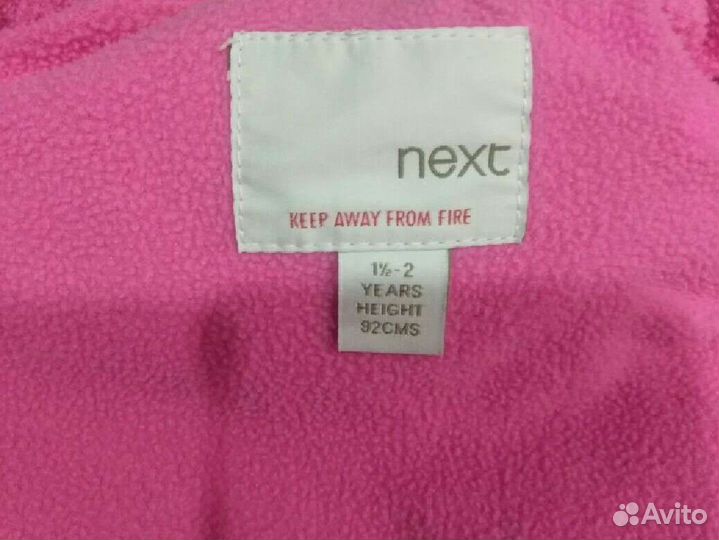 next
KEEP AWAY FROM FIRE
1½-2
YEARS
HEIGHT
92CMS
Avito